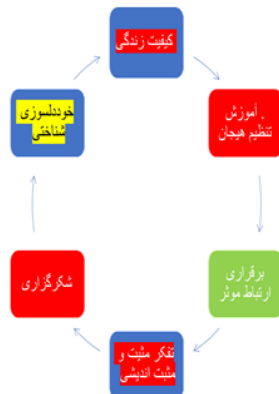 کیفیت زندگی
. آموزش
تنظیم هیجان
برقراری
ارتباط موثر
تفکر مثبت و
مثبت اندیشی
شکرگزاری
خوددلسوزی
شناختی